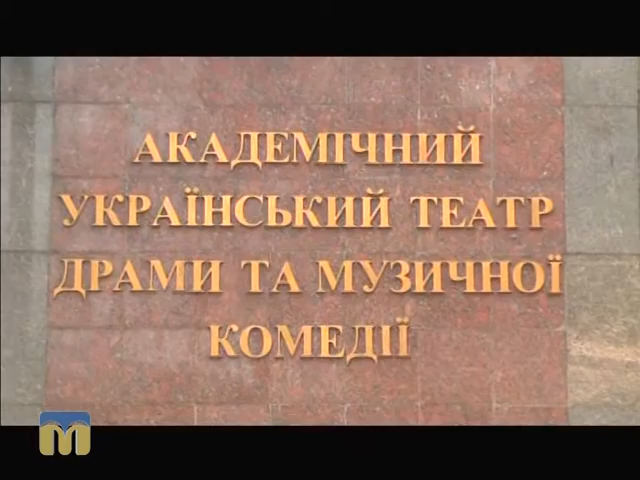 АКАДЕМІЧНИЙ
УКРАЇНСЬКИЙ ТЕАТР
ДРАМИ ТА МУЗИЧНОЇ
КОМЕДІЇ
М